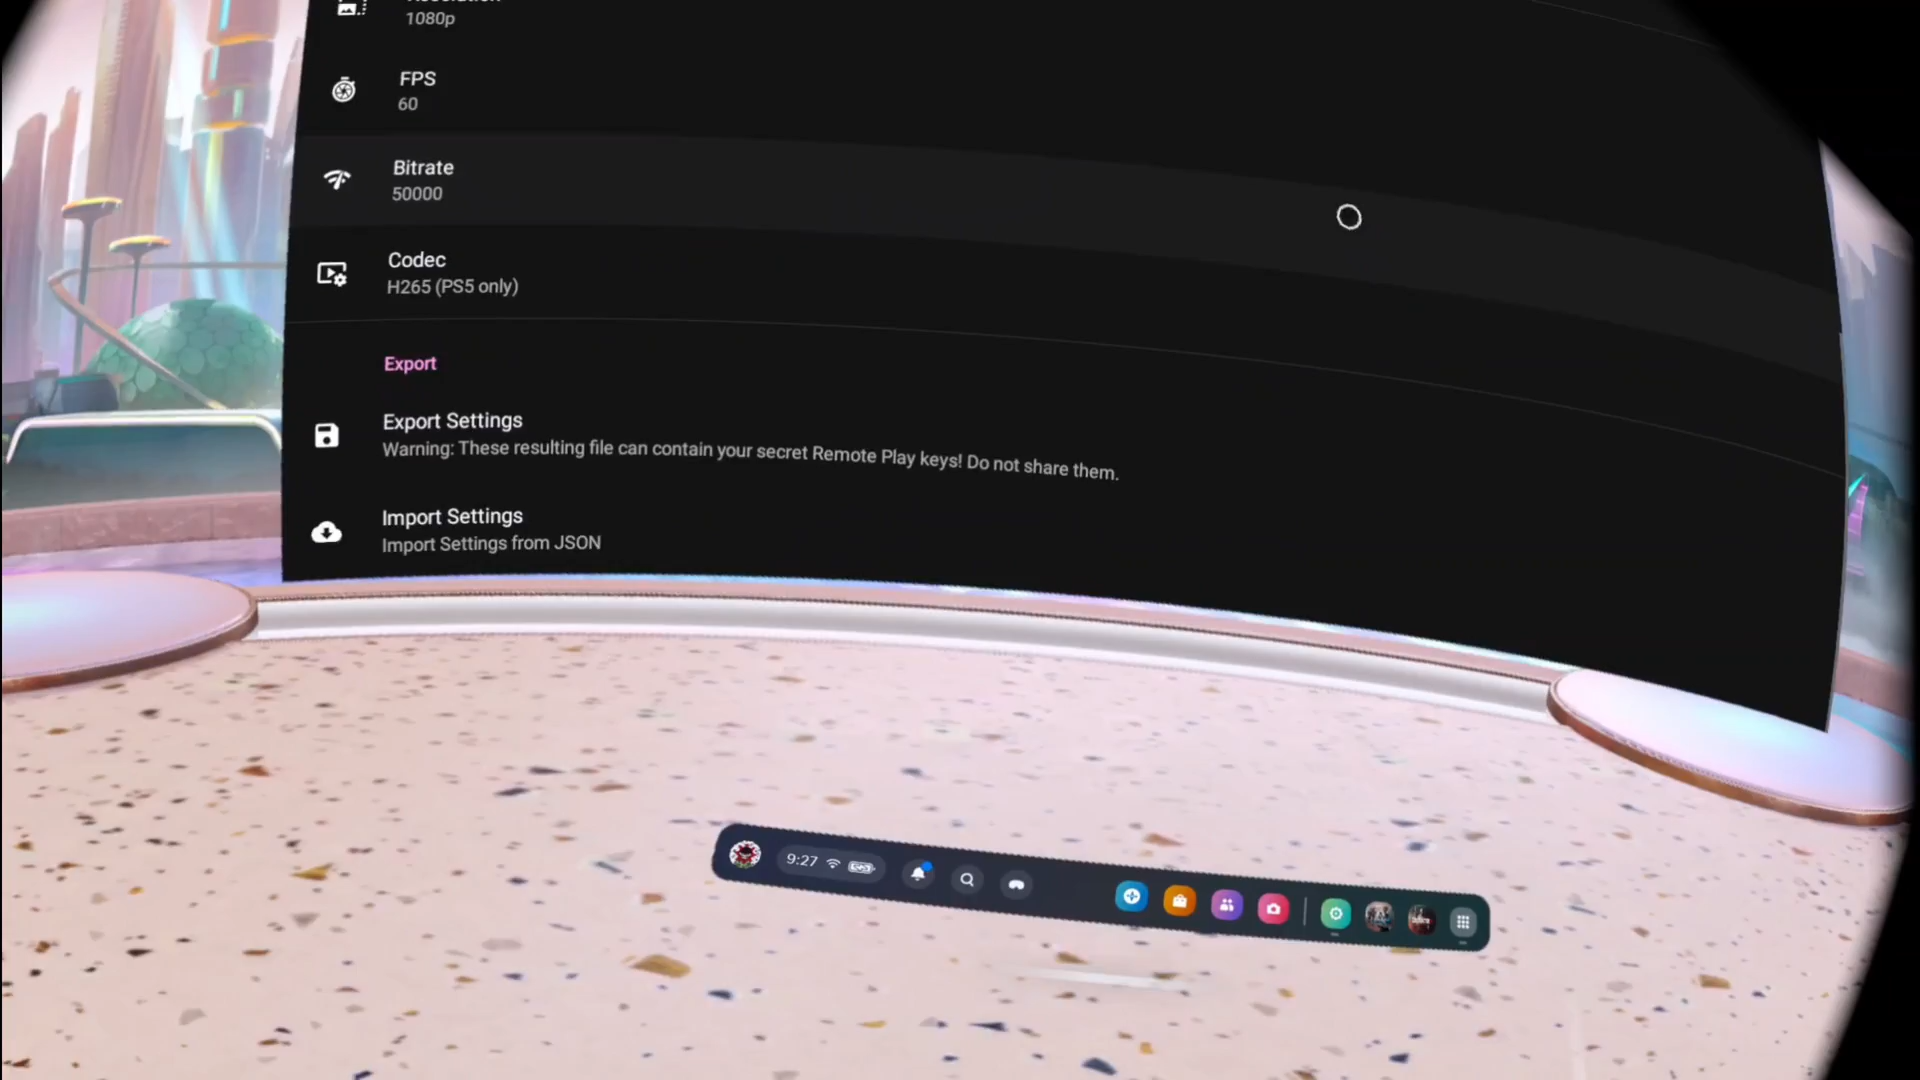 Resolution
1080p
FPS
60
Bitrate
50000
Codec
H265 (PS5 only)
Export
Export Settings
Warning: These resulting file can contain your secret Remote Play keys! Do not share them.
Import Settings
Import Settings from JSON
9:27